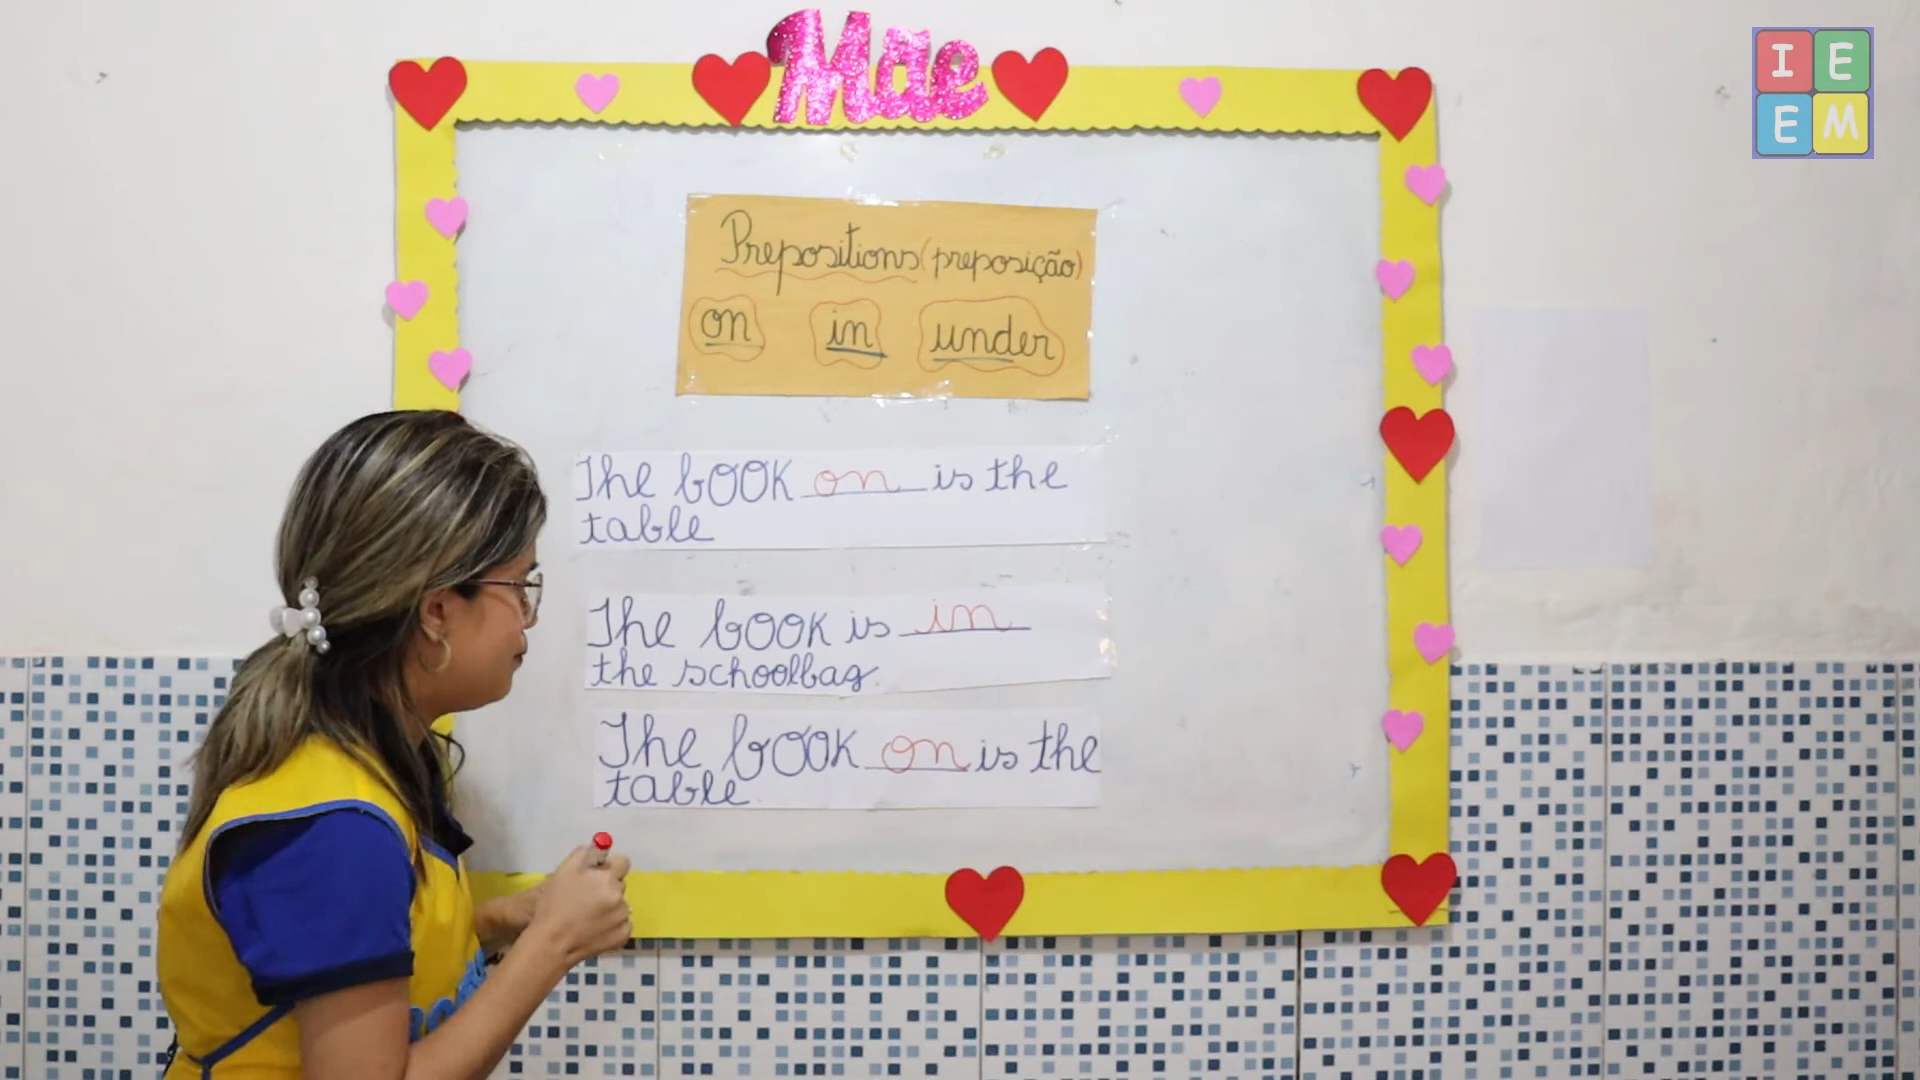 Mãe
I E
E M
Prepositions (preposição)
on in under
The book on is the
table
The book is in
the schoolbag.
The book on is the
table.